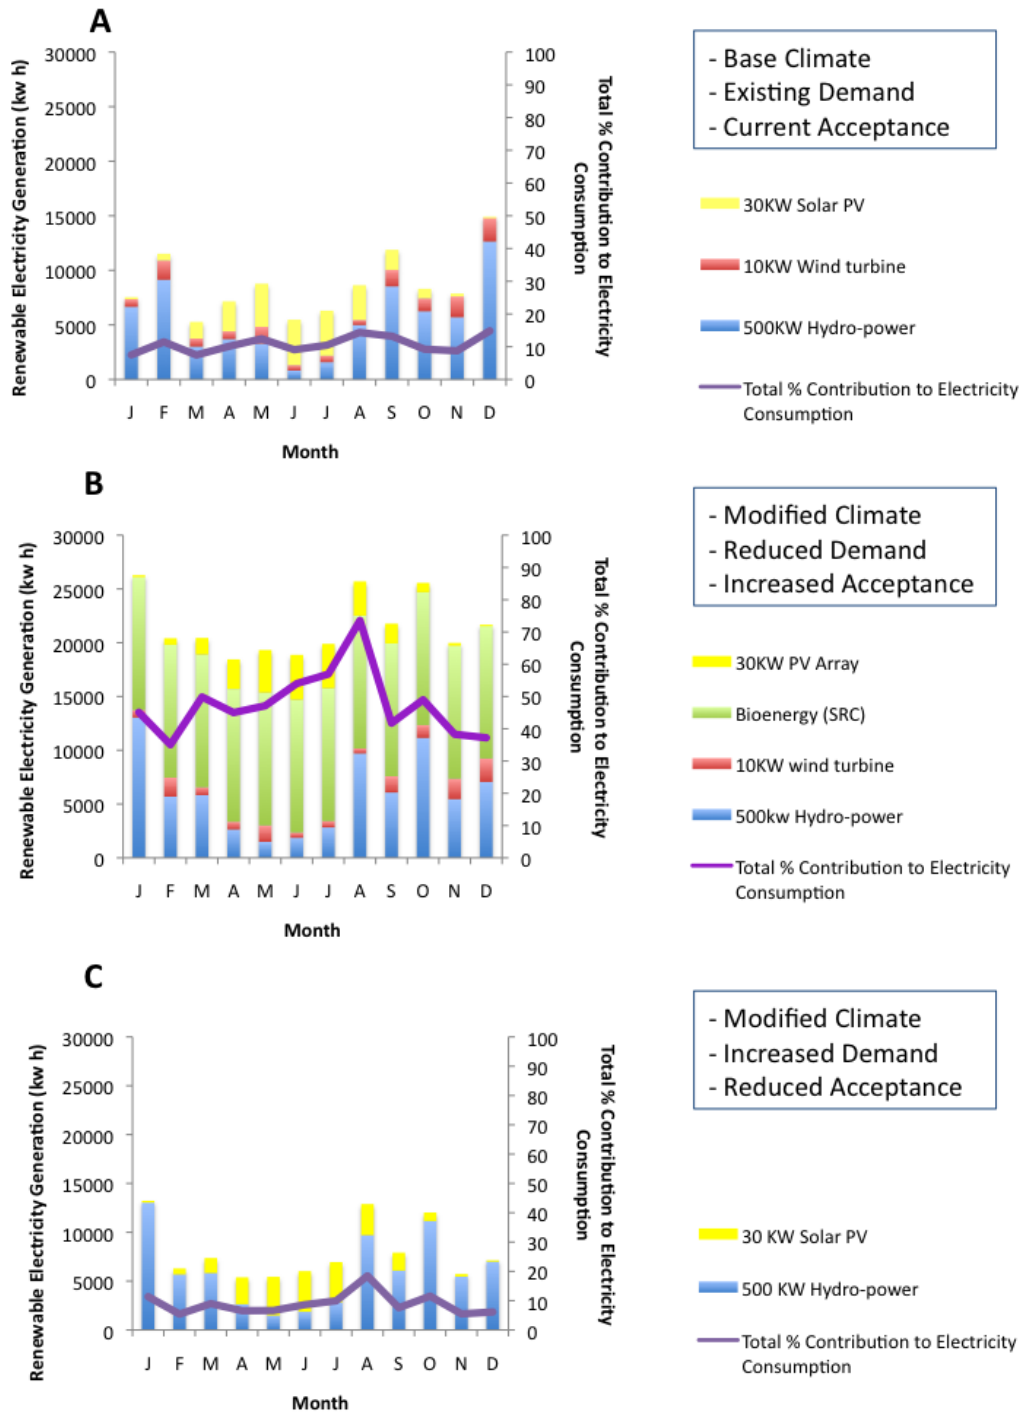 A
30000
25000
20000
15000
10000
5000
0
Renewable Electricity Generation (kw h)
100
90
80
70
60
50
40
30
20
10
0
Total % Contribution to Electricity
Consumption
J F M A M J J A S O N D
Month
- Base Climate
- Existing Demand
- Current Acceptance
30KW Solar PV
10KW Wind turbine
500KW Hydro-power
Total % Contribution to Electricity
Consumption
B
30000
25000
20000
15000
10000
5000
0
Renewable Electricity Generation (kw h)
100
90
80
70
60
50
40
30
20
10
0
Total % Contribution to Electricity
Consumption
J F M A M J J A S O N D
Month
- Modified Climate
- Reduced Demand
- Increased Acceptance
30KW PV Array
Bioenergy (SRC)
10KW wind turbine
500kw Hydro-power
Total % Contribution to Electricity
Consumption
C
30000
25000
20000
15000
10000
5000
0
Renewable Electricity Generation (kw h)
100
90
80
70
60
50
40
30
20
10
0
Total % Contribution to Electricity
Consumption
J F M A M J J A S O N D
Month
- Modified Climate
- Increased Demand
- Reduced Acceptance
30 KW Solar PV
500 KW Hydro-power
Total % Contribution to Electricity
Consumption